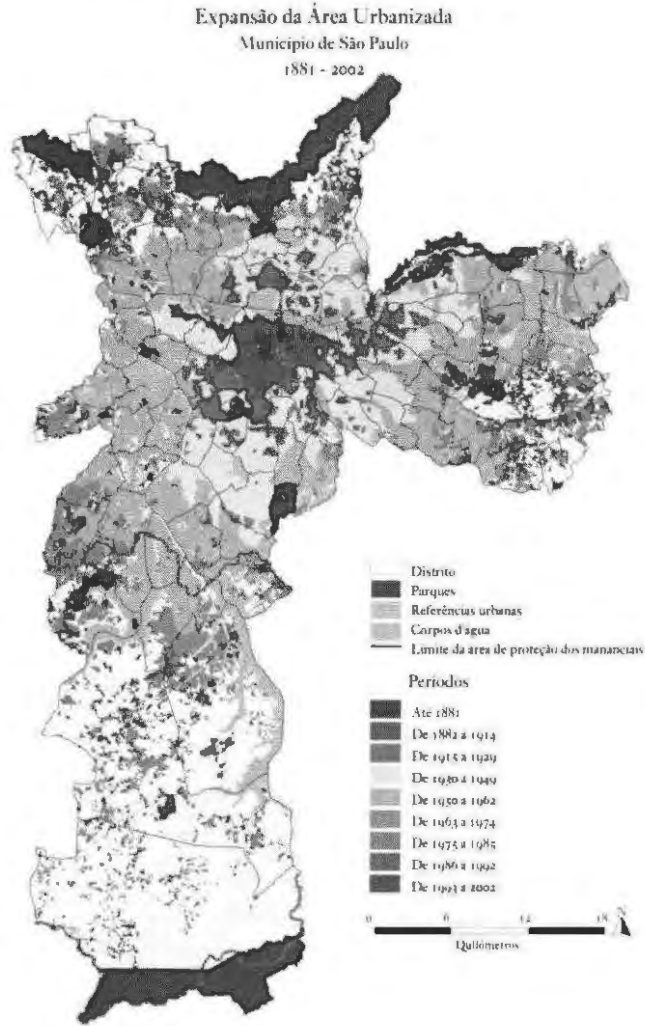 Expansão da Área Urbanizada
Município de São Paulo
1881 - 2002
Distrito
Parques
Referências urbanas
Corpos d'agua
Limite da área de proteção dos mananciais
Períodos
Até 1881
De 1882 a 1914
De 1915 a 1929
De 1930 a 1949
De 1950 a 1962
De 1963 a 1974
De 1975 a 1985
De 1986 a 1992
De 1993 a 2002
0 6 12 18 N
Quilómetros